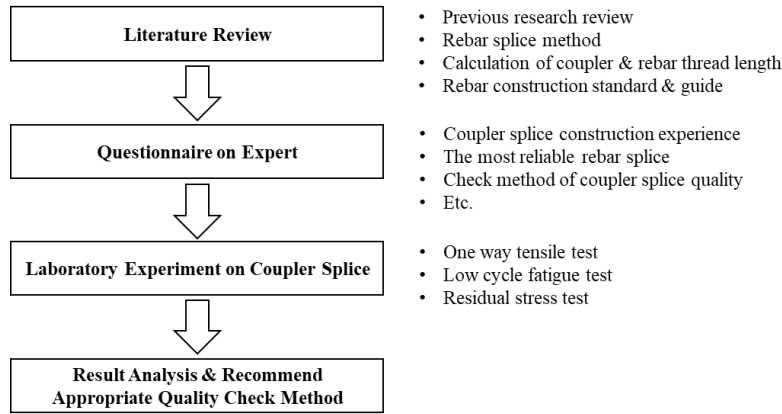 Literature Review
• Previous research review
• Rebar splice method
• Calculation of coupler & rebar thread length
• Rebar construction standard & guide
Questionnaire on Expert
• Coupler splice construction experience
• The most reliable rebar splice
• Check method of coupler splice quality
• Etc.
Laboratory Experiment on Coupler Splice
• One way tensile test
• Low cycle fatigue test
• Residual stress test
Result Analysis & Recommend
Appropriate Quality Check Method